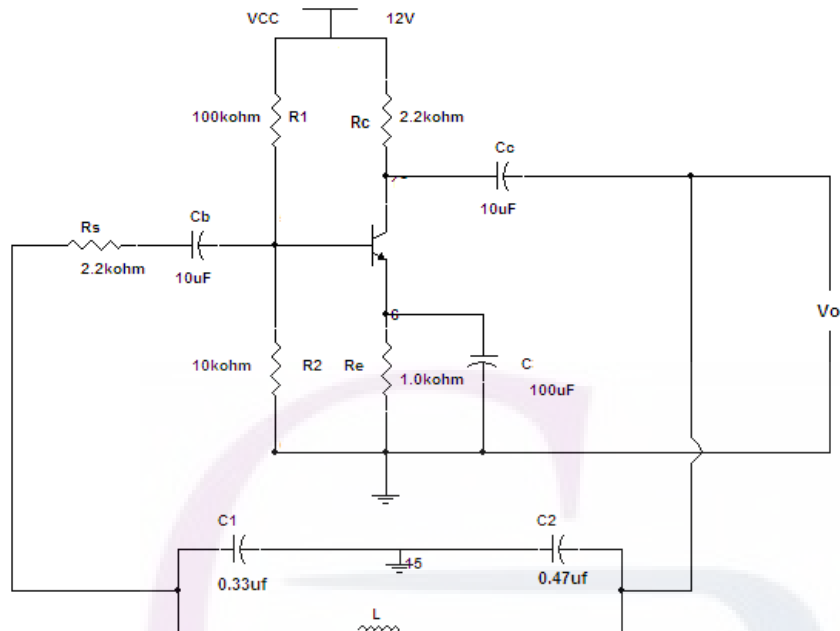 VCC 12V
100kohm R1 Rc 2.2kohm
Cc
10uF
Rs Cb
2.2kohm 10uF
6
Vo
10kohm R2 Re 1.0kohm C
100uF
C1 C2
15
0.33uf 0.47uf
L